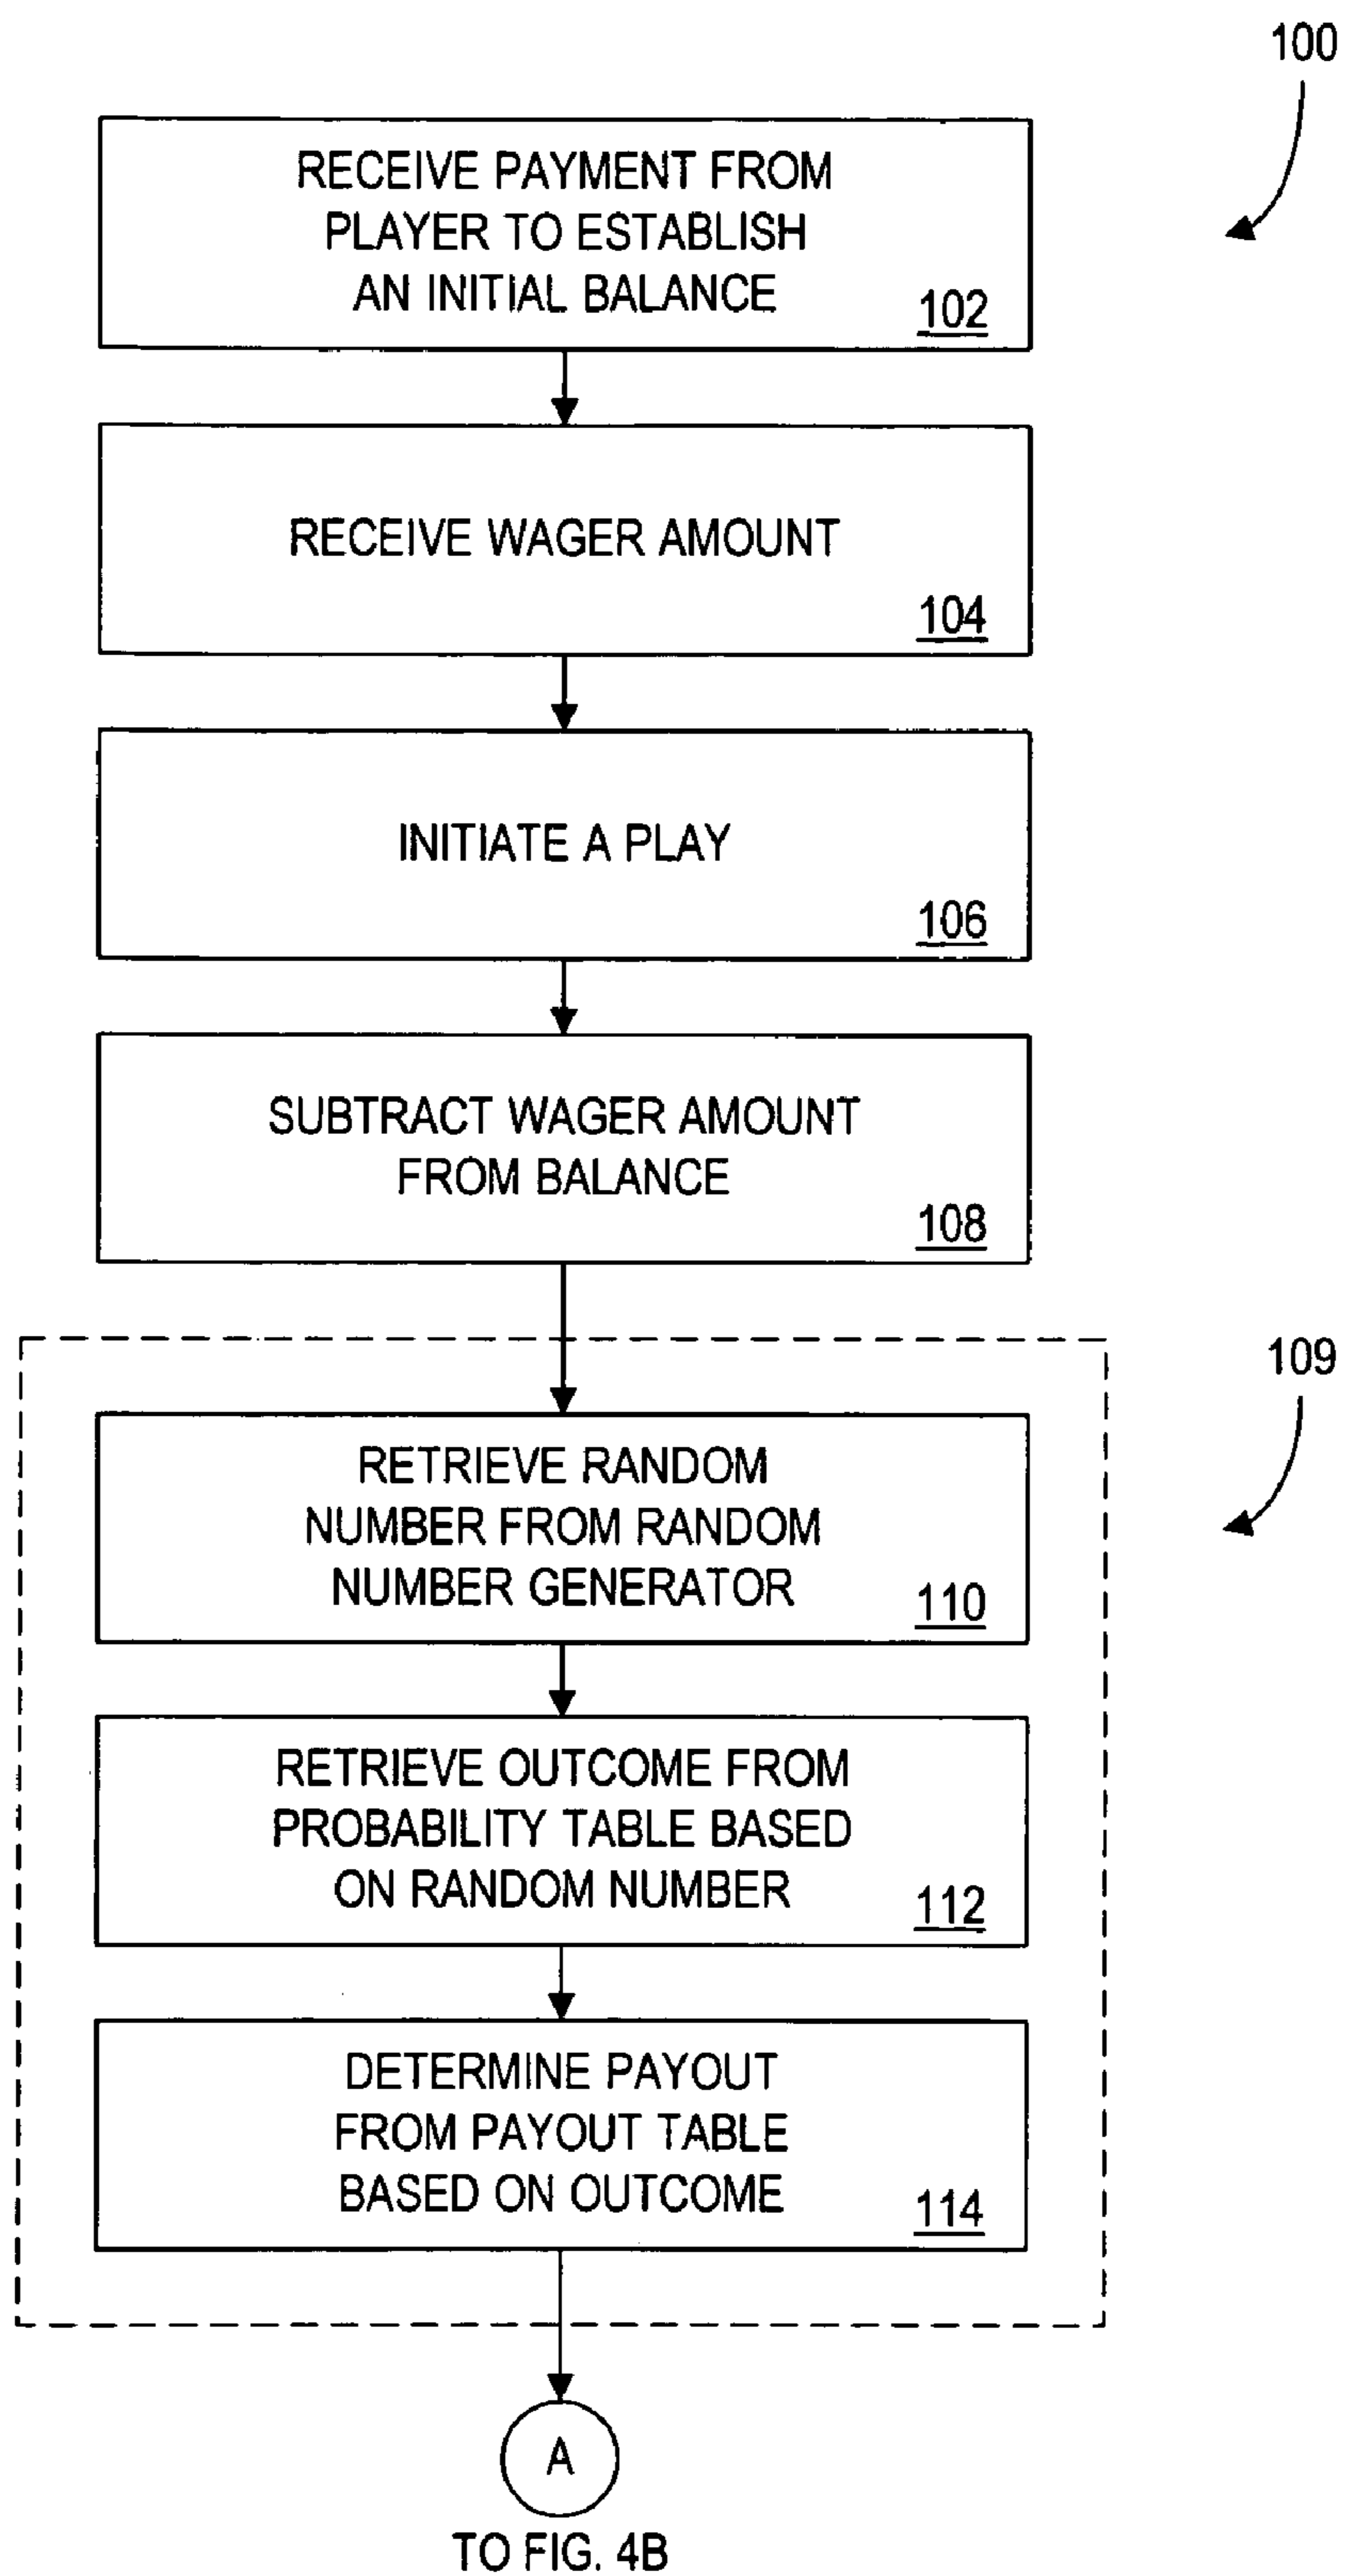 100
RECEIVE PAYMENT FROM
PLAYER TO ESTABLISH
AN INITIAL BALANCE
102
RECEIVE WAGER AMOUNT
104
INITIATE A PLAY
106
SUBTRACT WAGER AMOUNT
FROM BALANCE
108
109
RETRIEVE RANDOM
NUMBER FROM RANDOM
NUMBER GENERATOR
110
RETRIEVE OUTCOME FROM
PROBABILITY TABLE BASED
ON RANDOM NUMBER
112
DETERMINE PAYOUT
FROM PAYOUT TABLE
BASED ON OUTCOME
114
A
TO FIG. 4B